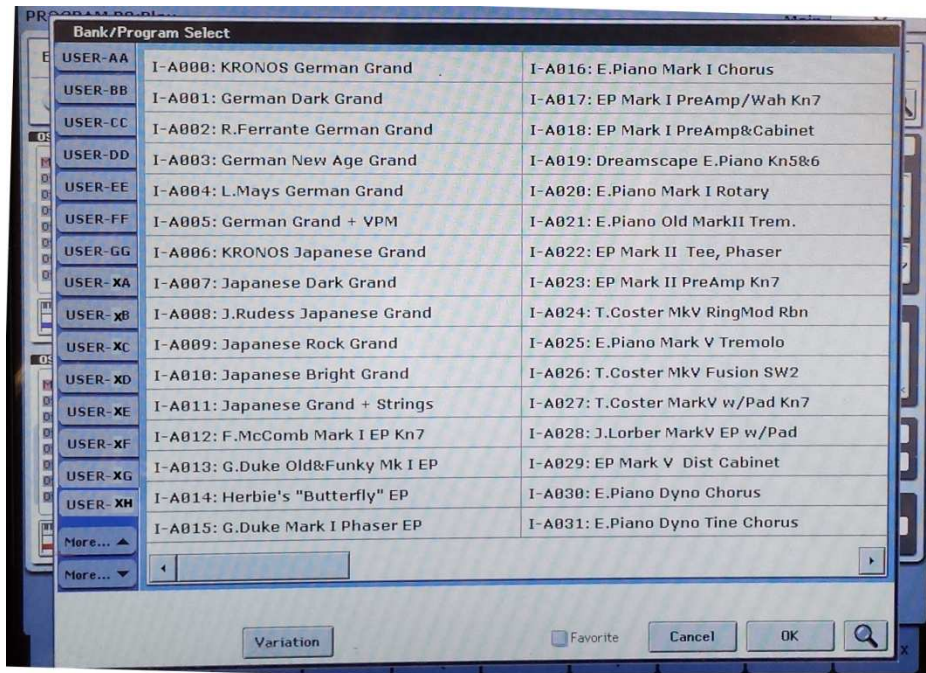 Bank/Program Select
USER-AA
USER-BB
USER-CC
USER-DD
USER-EE
USER-FF
USER-GG
USER-XA
USER-XB
USER-XC
USER-XD
USER-XE
USER-XF
USER-XG
USER-XH
More...
More...
I-A000: KRONOS German Grand
I-A001: German Dark Grand
I-A002: R.Ferrante German Grand
I-A003: German New Age Grand
I-A004: L.Mays German Grand
I-A005: German Grand + VPM
I-A006: KRONOS Japanese Grand
I-A007: Japanese Dark Grand
I-A008: J.Rudess Japanese Grand
I-A009: Japanese Rock Grand
I-A010: Japanese Bright Grand
I-A011: Japanese Grand + Strings
I-A012: F.McComb Mark I EP Kn7
I-A013: G.Duke Old&Funky Mk I EP
I-A014: Herbie's "Butterfly" EP
I-A015: G.Duke Mark I Phaser EP
I-A016: E.Piano Mark I Chorus
I-A017: EP Mark I PreAmp/Wah Kn7
I-A018: EP Mark I PreAmp&Cabinet
I-A019: Dreamscape E.Piano Kn5&6
I-A020: E.Piano Mark I Rotary
I-A021: E.Piano Old MarkII Trem.
I-A022: EP Mark II Tee, Phaser
I-A023: EP Mark II PreAmp Kn7
I-A024: T.Coster MkV RingMod Rbn
I-A025: E.Piano Mark V Tremolo
I-A026: T.Coster MkV Fusion SW2
I-A027: T.Coster MarkV w/Pad Kn7
I-A028: J.Lorber MarkV EP w/Pad
I-A029: EP Mark V Dist Cabinet
I-A030: E.Piano Dyno Chorus
I-A031: E.Piano Dyno Tine Chorus
Variation
Favorite
Cancel
OK